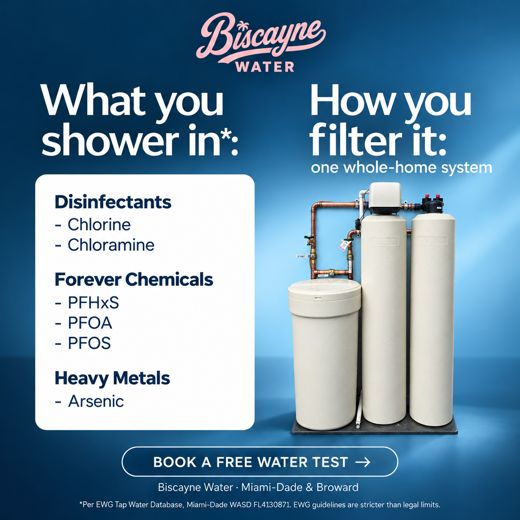 Biscayne
WATER
What you
shower in*:
Disinfectants
- Chlorine
- Chloramine
Forever Chemicals
- PFHxS
- PFOA
- PFOS
Heavy Metals
- Arsenic
How you
filter it:
one whole-home system
BOOK A FREE WATER TEST →
Biscayne Water · Miami-Dade & Broward
*Per EWG Tap Water Database, Miami-Dade WASD FL4130871. EWG guidelines are stricter than legal limits.